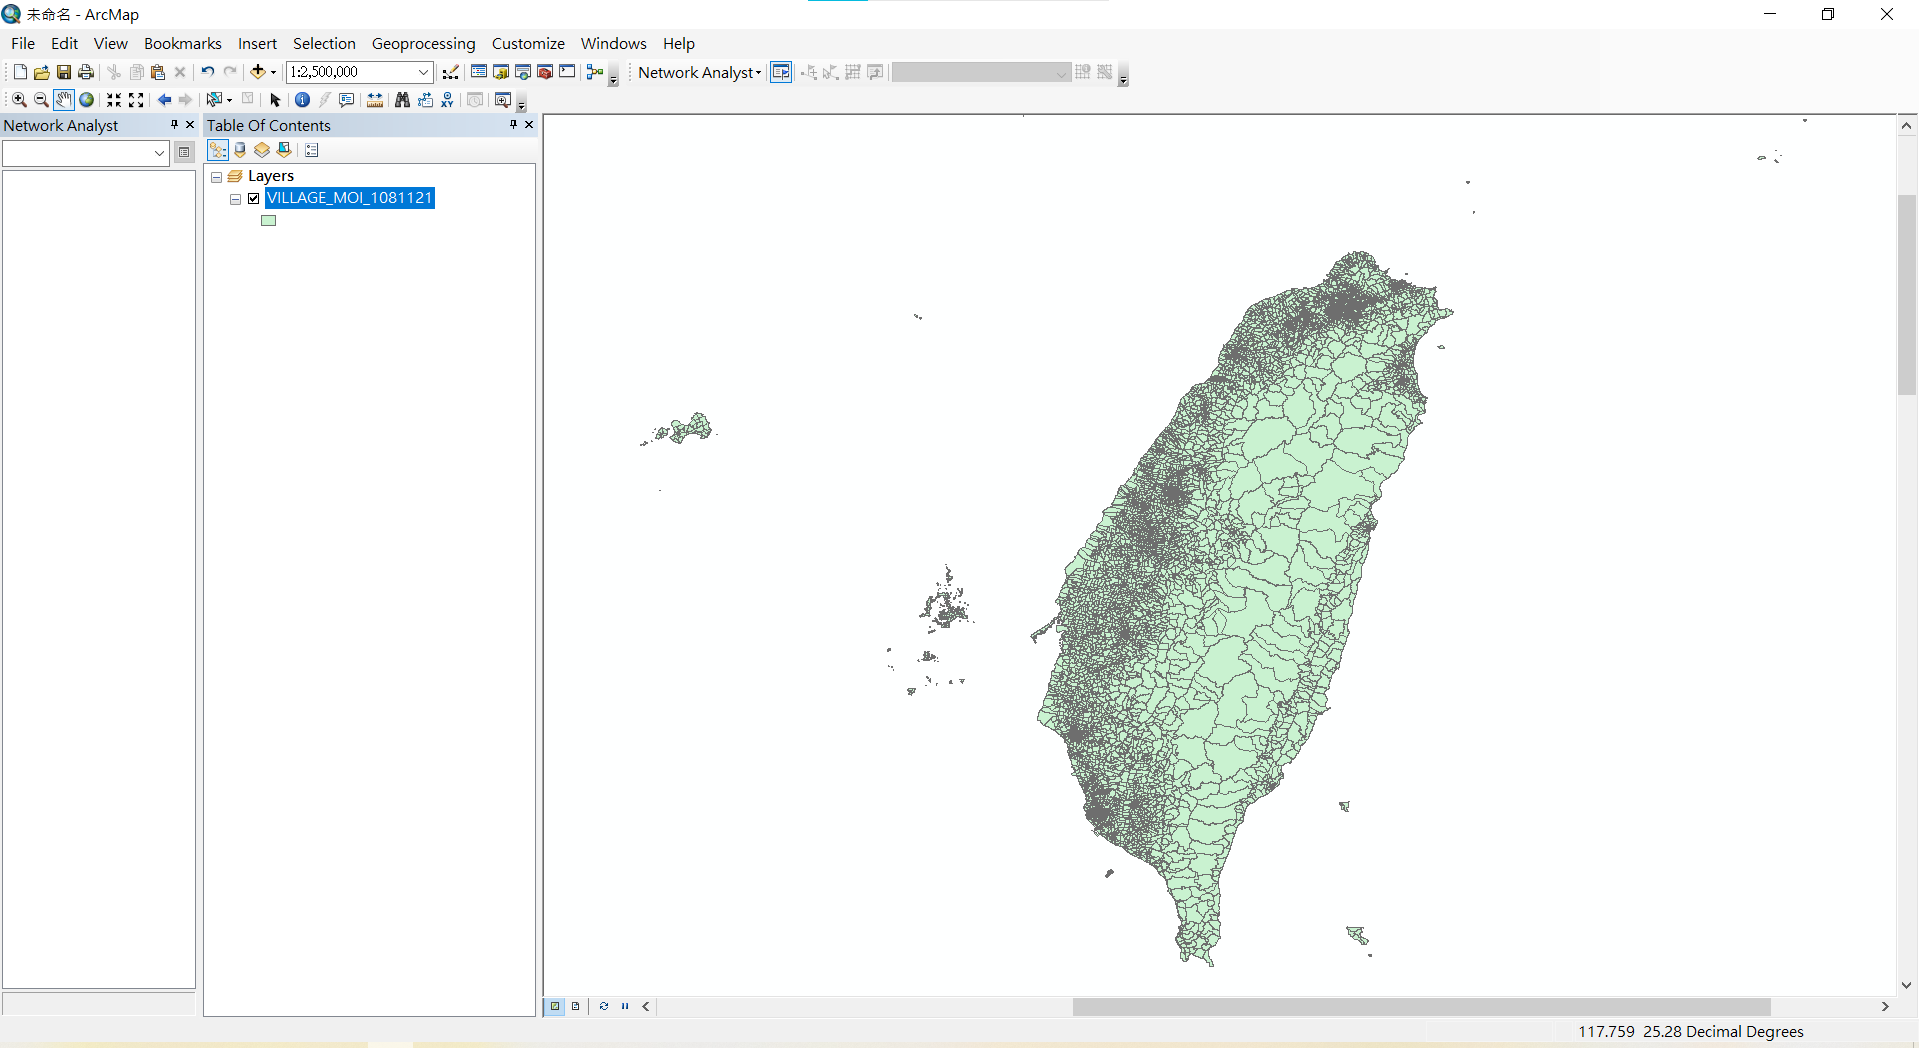 未命名 - ArcMap
File Edit View Bookmarks Insert Selection Geoprocessing Customize Windows Help
1:2,500,000
Network Analyst
Network Analyst
Table Of Contents
Layers
VILLAGE_MOI_1081121
117.759 25.28 Decimal Degrees